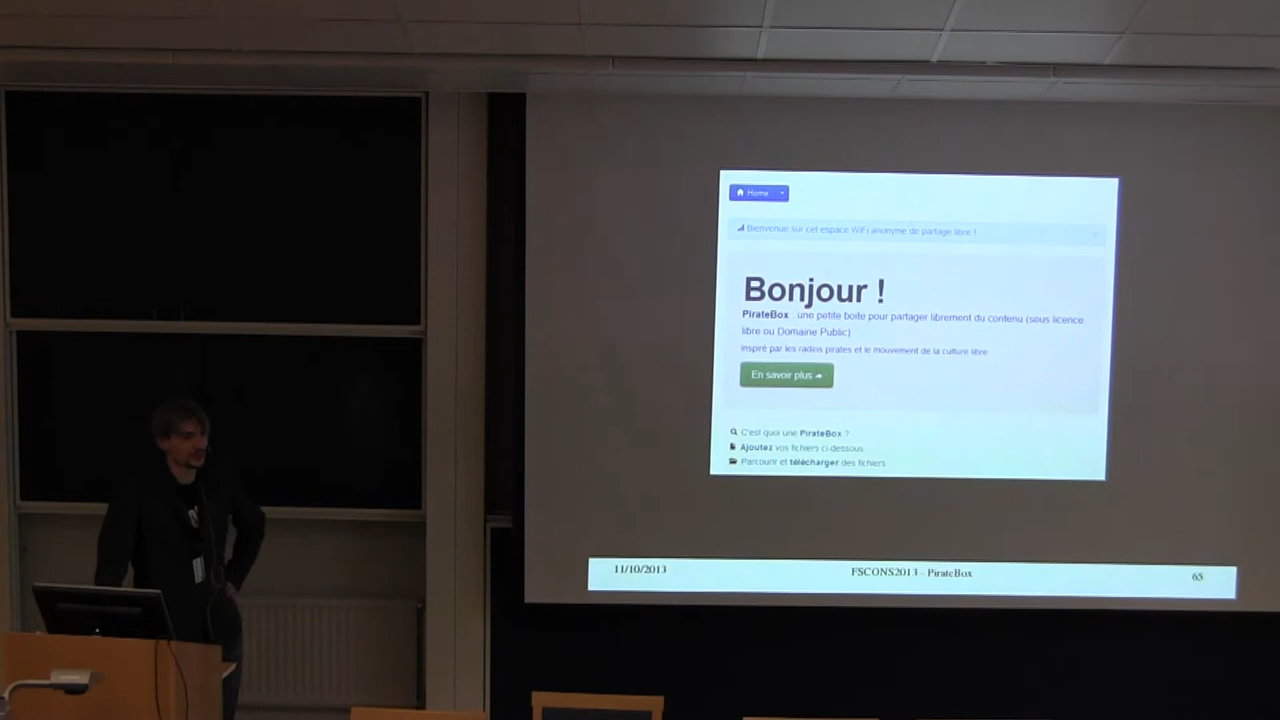 Home
Bienvenue sur cet espace WiFi anonyme de partage libre !
Bonjour !
PirateBox : une petite boite pour partager librement du contenu (sous licence
libre ou Domaine Public)
inspiré par les radios pirates et le mouvement de la culture libre
En savoir plus
C'est quoi une PirateBox ?
Ajoutez vos fichiers ci-dessous
Parcourir et télécharger des fichiers
11/10/2013 FSCONS2013 - PirateBox 65